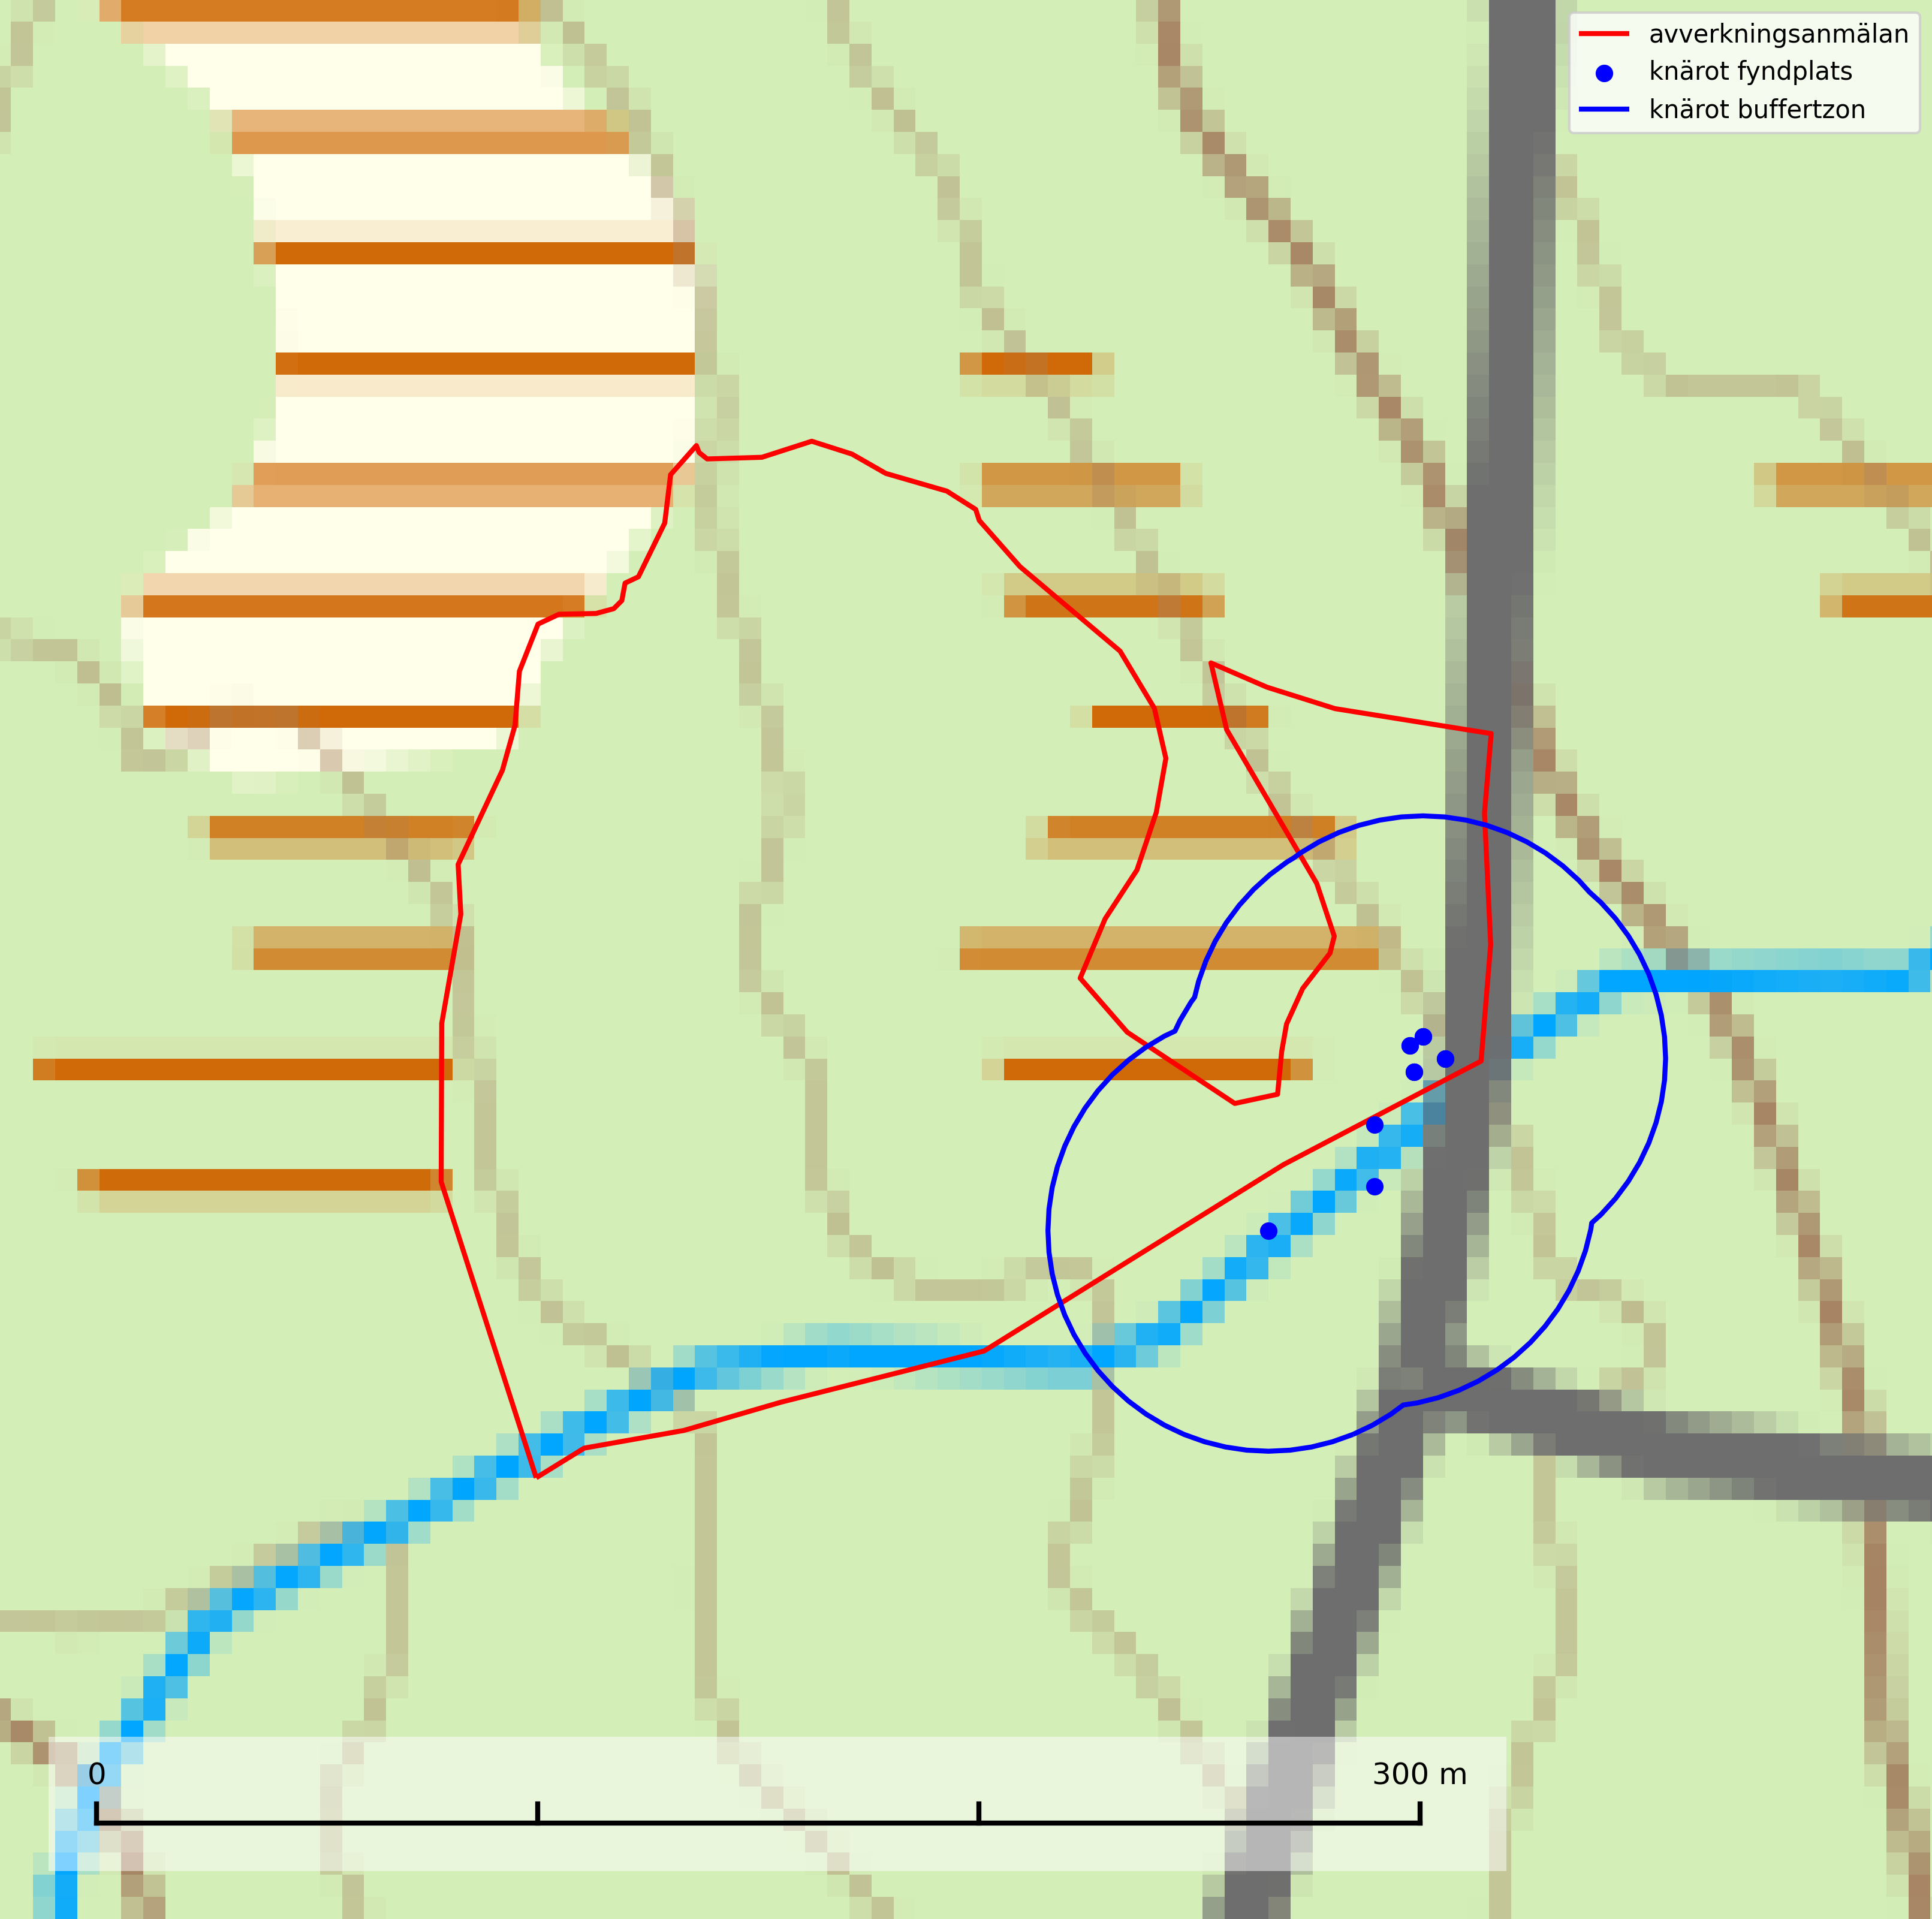 avverkningsanmälan
knärot fyndplats
knärot buffertzon
0 300 m